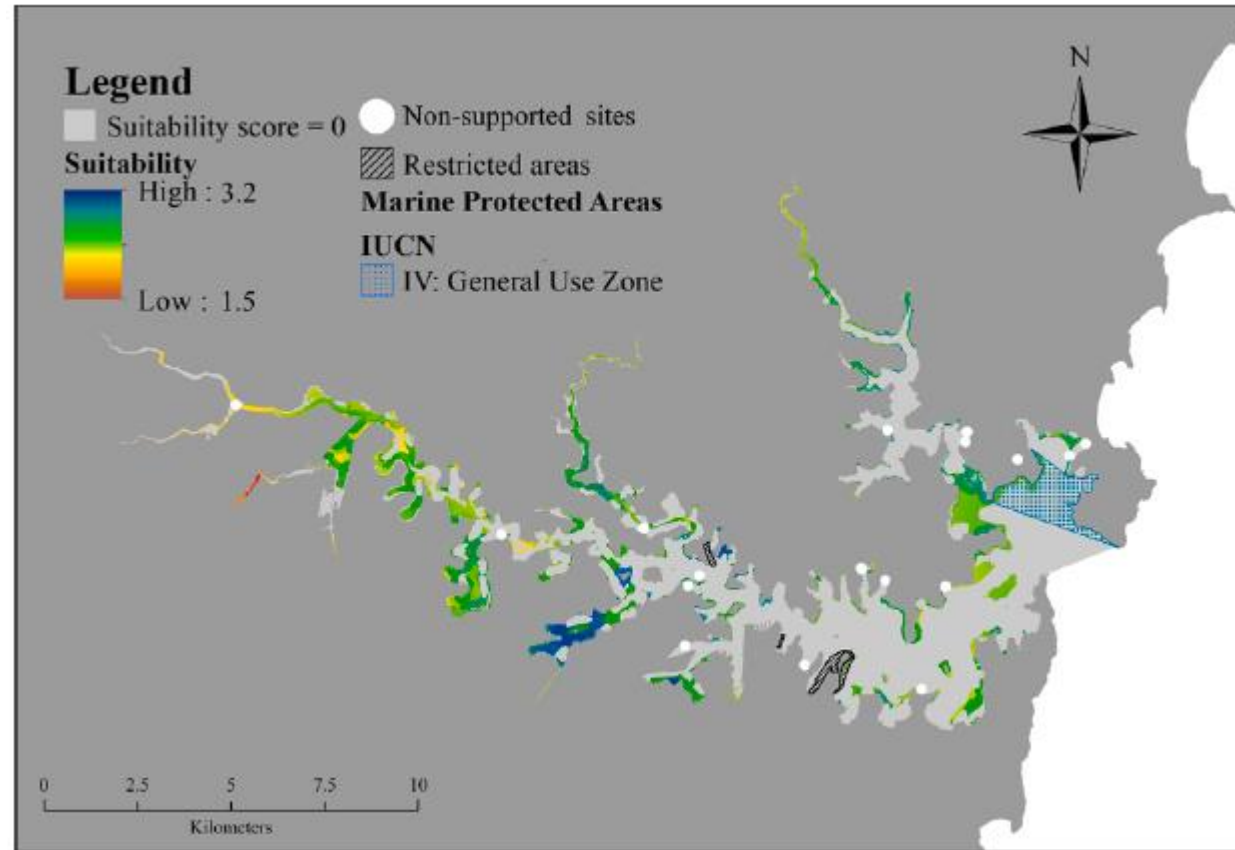 Legend
Suitability score = 0
Suitability
High : 3.2
Low : 1.5
Non-supported sites
Restricted areas
Marine Protected Areas
IUCN
IV: General Use Zone
N
0 2.5 5 7.5 10
Kilometers